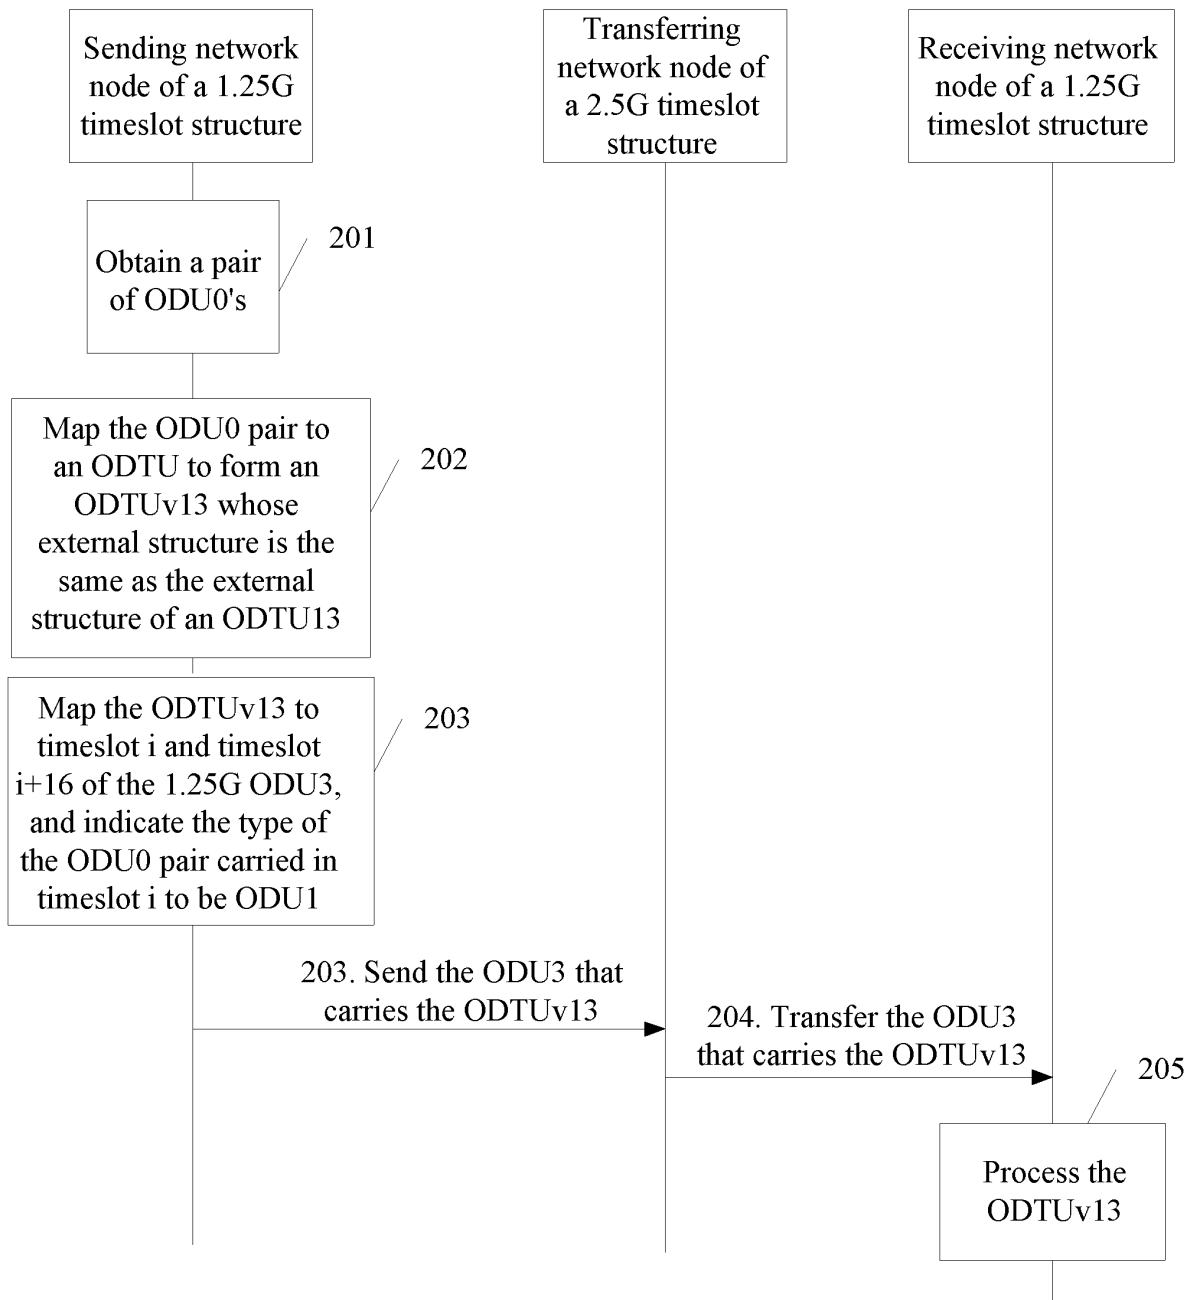 Sending network
node of a 1.25G
timeslot structure
Transferring
network node of
a 2.5G timeslot
structure
Receiving network
node of a 1.25G
timeslot structure
Obtain a pair
of ODU0's
201
Map the ODU0 pair to
an ODTU to form an
ODTUv13 whose
external structure is the
same as the external
structure of an ODTU13
202
Map the ODTUv13 to
timeslot i and timeslot
i+16 of the 1.25G ODU3,
and indicate the type of
the ODU0 pair carried in
timeslot i to be ODU1
203
203. Send the ODU3 that
carries the ODTUv13
204. Transfer the ODU3
that carries the ODTUv13
205
Process the
ODTUv13